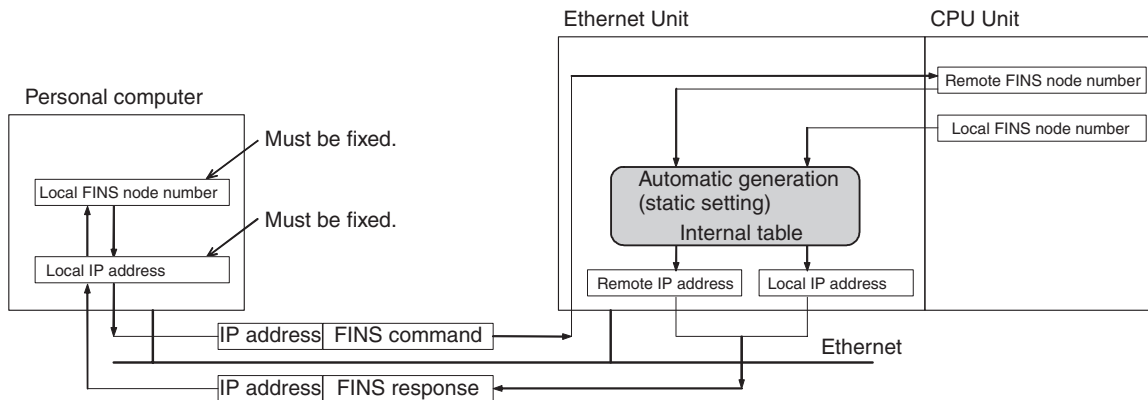 Ethernet Unit
CPU Unit
Personal computer
Remote FINS node number
Local FINS node number
Must be fixed.
Local FINS node number
Automatic generation
(static setting)
Internal table
Must be fixed.
Local IP address
Remote IP address
Local IP address
IP address
FINS command
Ethernet
IP address
FINS response